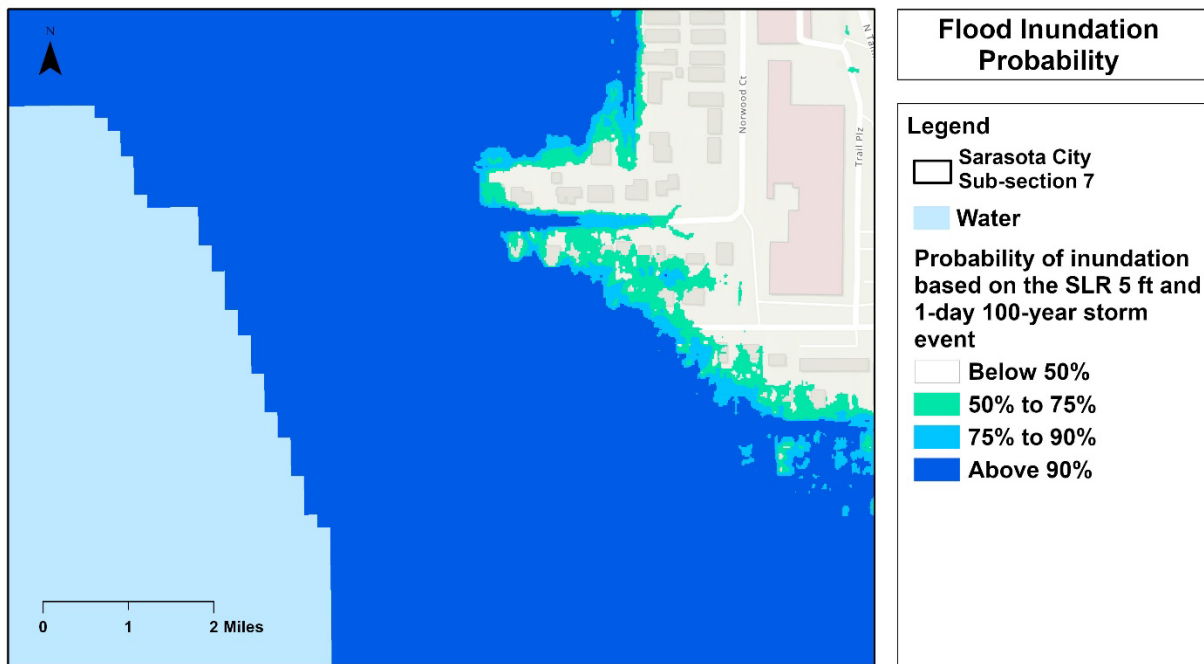 N
N Tam
Norwood Ct
Trail Plz
0 1 2 Miles
Flood Inundation
Probability
Legend
Sarasota City
Sub-section 7
Water
Probability of inundation
based on the SLR 5 ft and
1-day 100-year storm
event
Below 50%
50% to 75%
75% to 90%
Above 90%